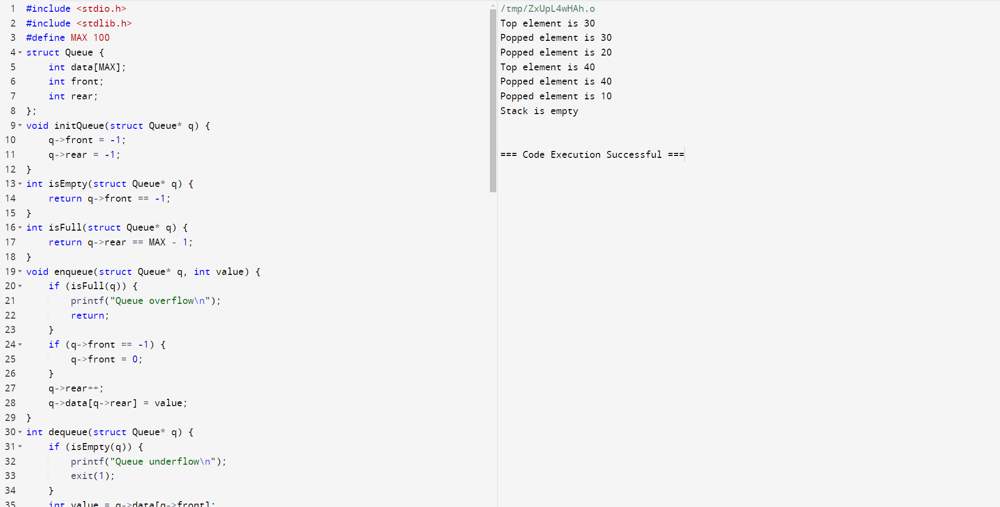 1 #include <stdio.h>
2 #include <stdlib.h>
3 #define MAX 100
4 struct Queue {
5     int data[MAX];
6     int front;
7     int rear;
8 };
9 void initQueue(struct Queue* q) {
10     q->front = -1;
11     q->rear = -1;
12 }
13 int isEmpty(struct Queue* q) {
14     return q->front == -1;
15 }
16 int isFull(struct Queue* q) {
17     return q->rear == MAX - 1;
18 }
19 void enqueue(struct Queue* q, int value) {
20     if (isFull(q)) {
21         printf("Queue overflow\n");
22         return;
23     }
24     if (q->front == -1) {
25         q->front = 0;
26     }
27     q->rear++;
28     q->data[q->rear] = value;
29 }
30 int dequeue(struct Queue* q) {
31     if (isEmpty(q)) {
32         printf("Queue underflow\n");
33         exit(1);
34     }
35     int value = q->data[q->front];
/tmp/ZxUpL4wHAh.o
Top element is 30
Popped element is 30
Popped element is 20
Top element is 40
Popped element is 40
Popped element is 10
Stack is empty
=== Code Execution Successful ===